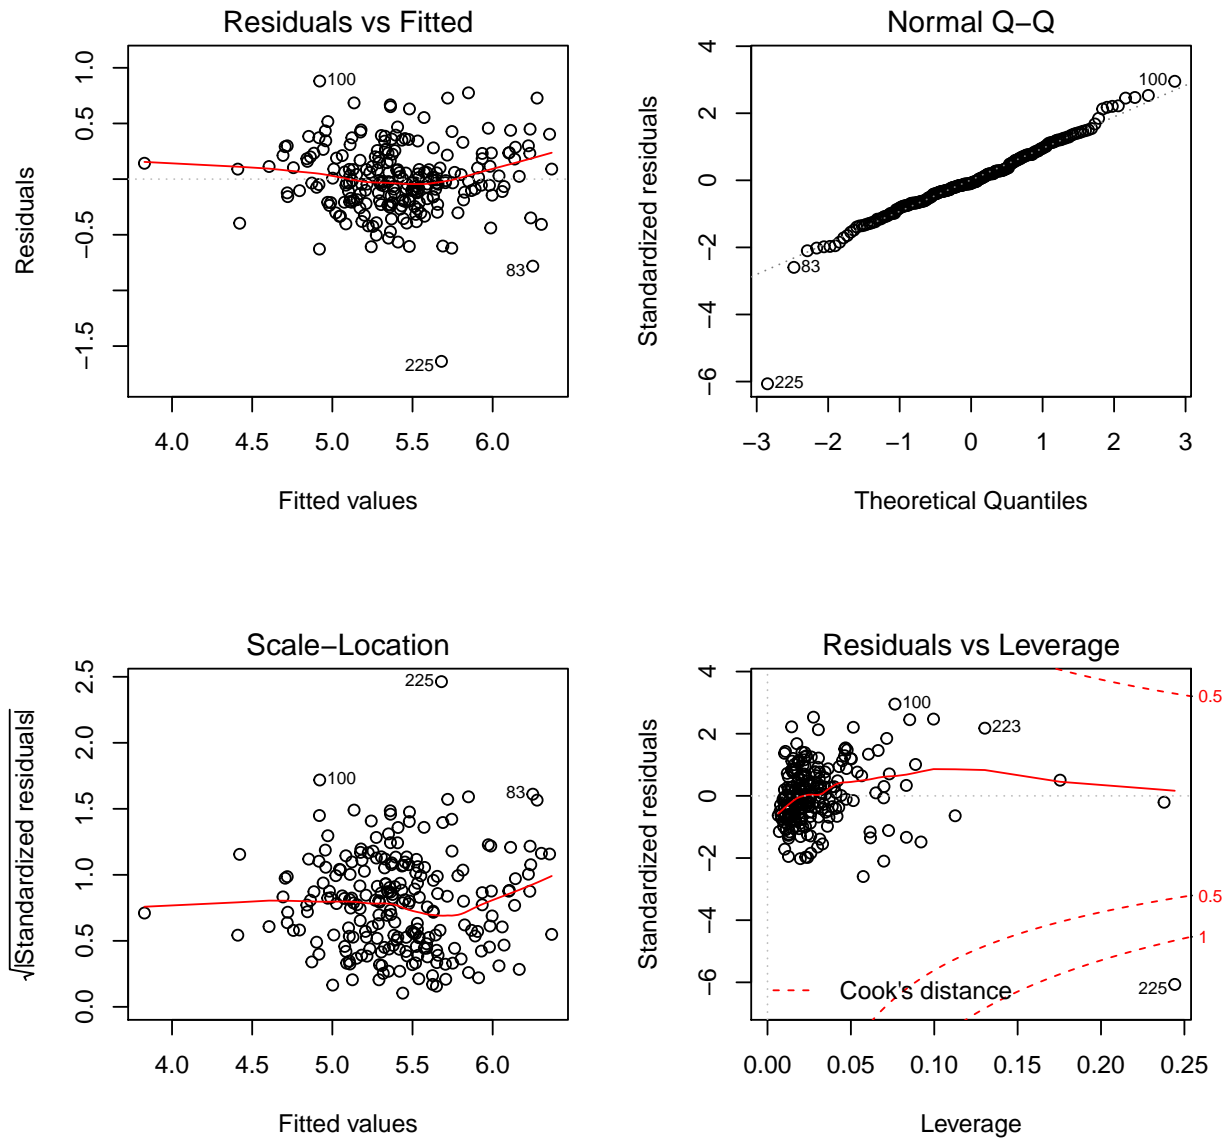 Residuals vs Fitted
Residuals
1.0
0.5
−0.5
−1.5
100
83
225
4.0 4.5 5.0 5.5 6.0
Fitted values
Normal Q−Q
Standardized residuals
4
2
0
−2
−4
−6
100
83
225
−3 −2 −1 0 1 2 3
Theoretical Quantiles
Scale−Location
√|Standardized residuals|
2.5
2.0
1.5
1.0
0.5
0.0
225
100
83
4.0 4.5 5.0 5.5 6.0
Fitted values
Residuals vs Leverage
Standardized residuals
4
2
0
−2
−4
−6
100
223
0.5
0.5
1
225
Cook's distance
0.00 0.05 0.10 0.15 0.20 0.25
Leverage